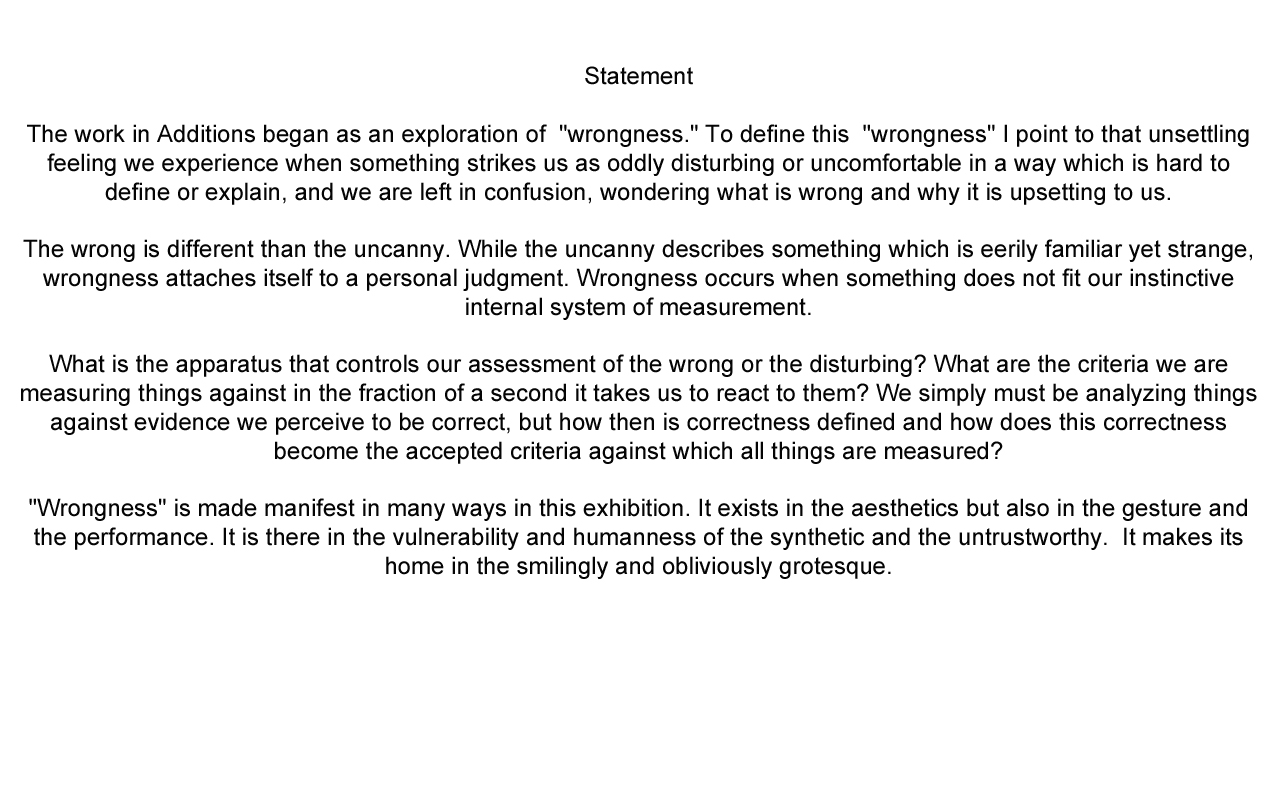 Statement
The work in Additions began as an exploration of  "wrongness." To define this  "wrongness" I point to that unsettling
feeling we experience when something strikes us as oddly disturbing or uncomfortable in a way which is hard to
define or explain, and we are left in confusion, wondering what is wrong and why it is upsetting to us.
The wrong is different than the uncanny. While the uncanny describes something which is eerily familiar yet strange,
wrongness attaches itself to a personal judgment. Wrongness occurs when something does not fit our instinctive
internal system of measurement.
What is the apparatus that controls our assessment of the wrong or the disturbing? What are the criteria we are
measuring things against in the fraction of a second it takes us to react to them? We simply must be analyzing things
against evidence we perceive to be correct, but how then is correctness defined and how does this correctness
become the accepted criteria against which all things are measured?
"Wrongness" is made manifest in many ways in this exhibition. It exists in the aesthetics but also in the gesture and
the performance. It is there in the vulnerability and humanness of the synthetic and the untrustworthy.  It makes its
home in the smilingly and obliviously grotesque.